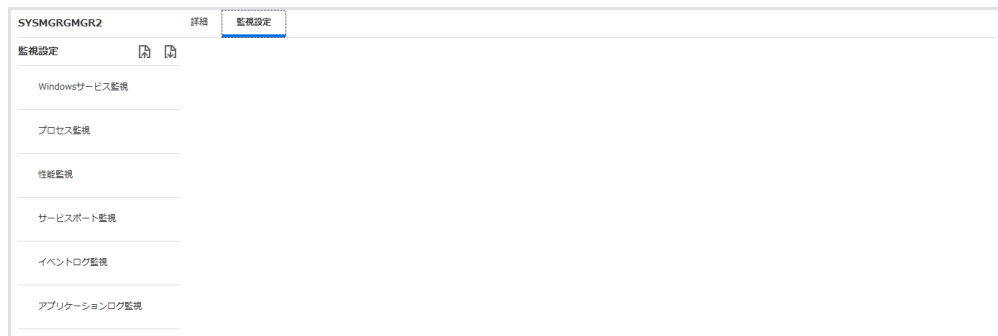 SYSMGRGMGR2 詳細 監視設定
監視設定
Windowsサービス監視
プロセス監視
性能監視
サービスポート監視
イベントログ監視
アプリケーションログ監視